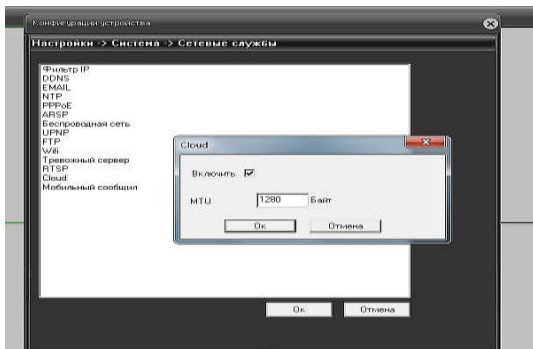 Конфигурации устройства
Настройки -> Система -> Сетевые службы
Фильтр IP
DDNS
EMAIL
NTP
PPPoE
ARSP
Беспроводная сеть
UPNP
FTP
Wifi
Тревожный сервер
RTSP
Cloud
Мобильный сообщил
Cloud
Включить
MTU 1280 Байт
Ок Отмена
Ок Отмена